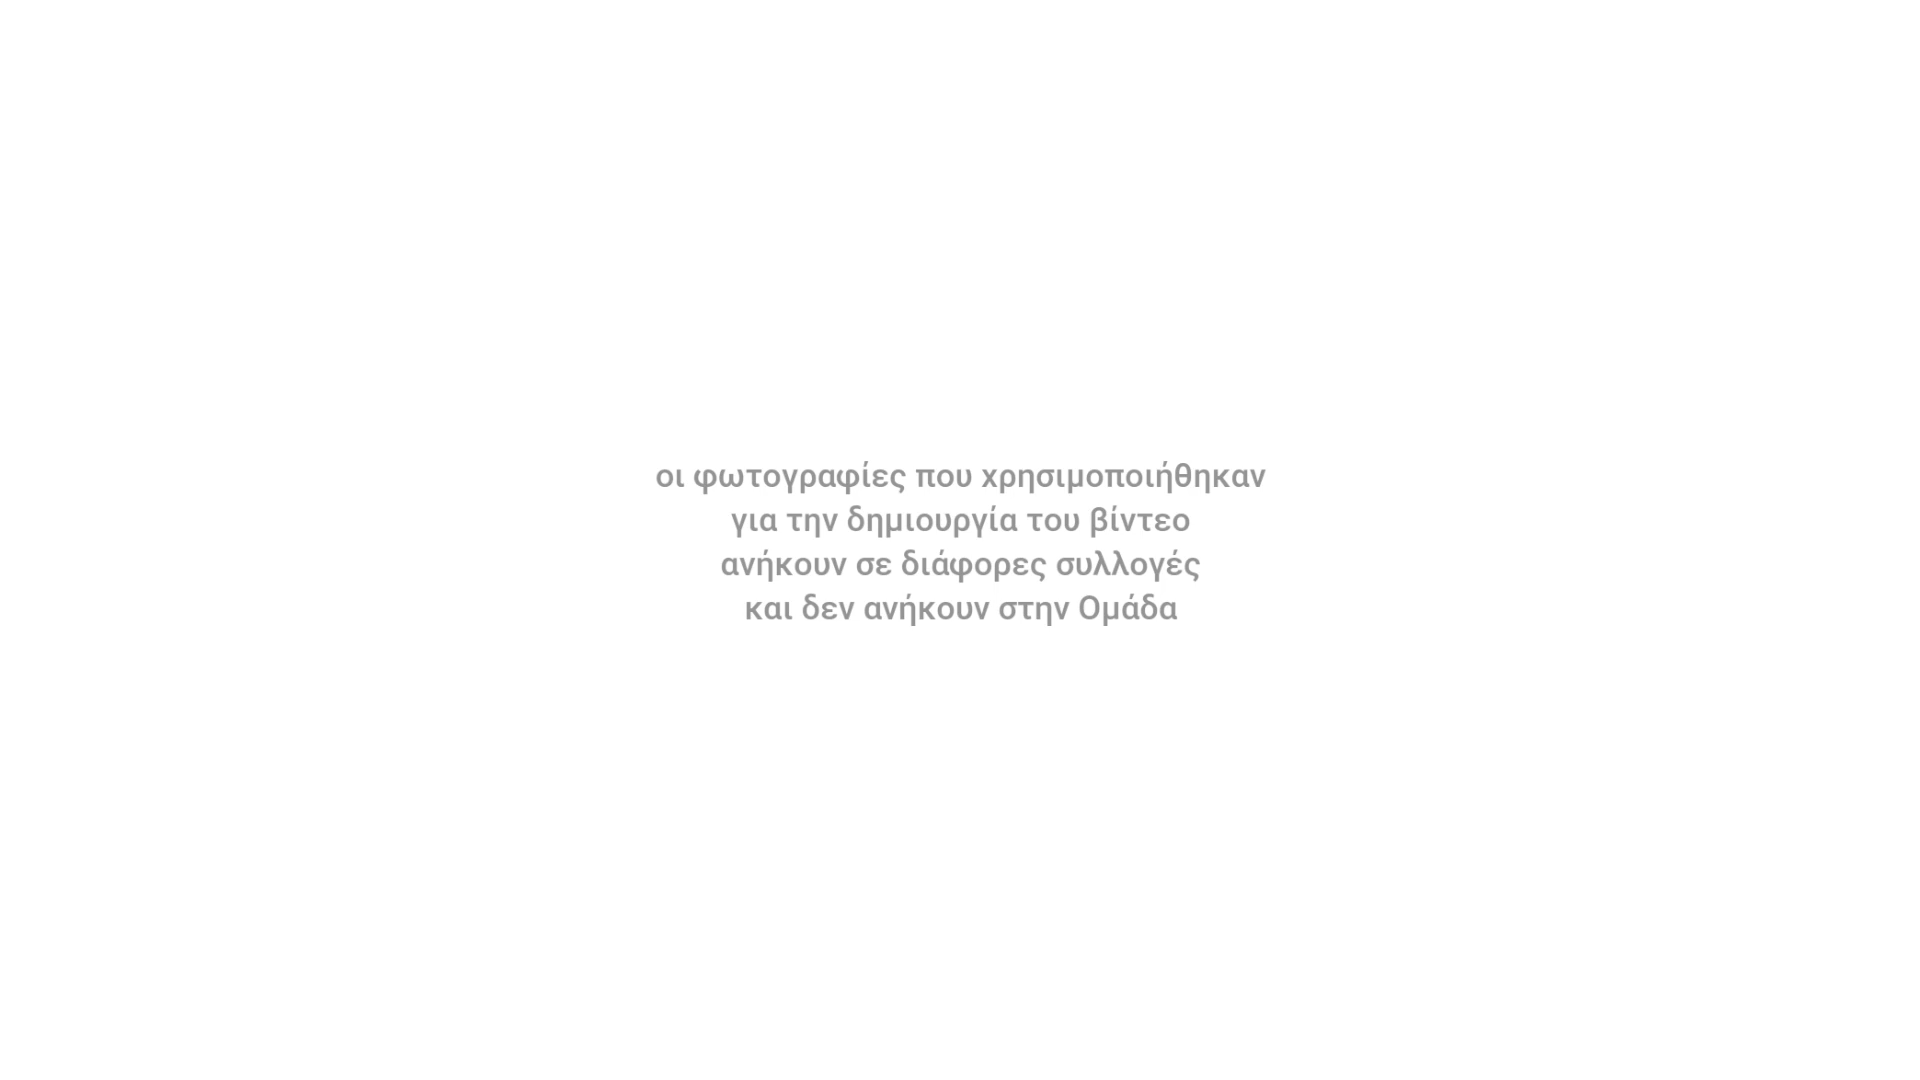 οι φωτογραφίες που χρησιμοποιήθηκαν
για την δημιουργία του βίντεο
ανήκουν σε διάφορες συλλογές
και δεν ανήκουν στην Ομάδα